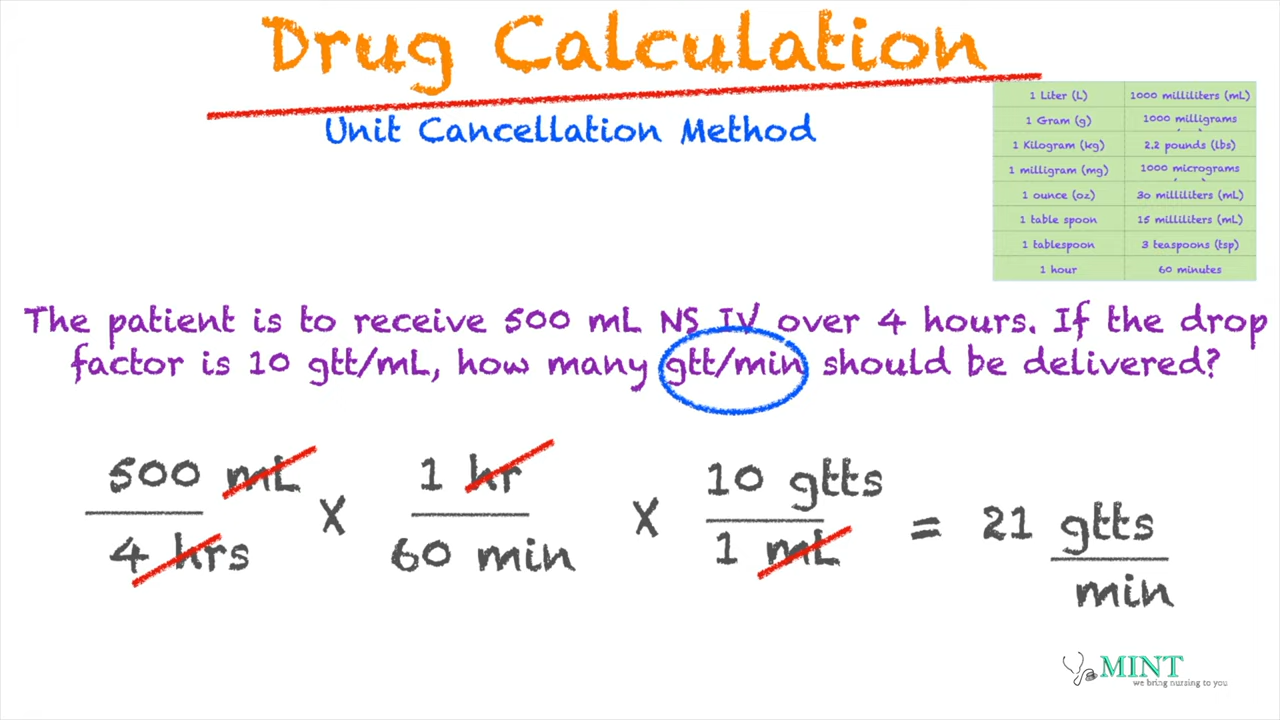 Drug Calculation
Unit Cancellation Method
1 Liter (L) 1000 milliliters (mL)
1 Gram (g) 1000 milligrams
1 Kilogram (kg) 2.2 pounds (lbs)
1 milligram (mg) 1000 micrograms
1 ounce (oz) 30 milliliters (mL)
1 table spoon 15 milliliters (mL)
1 tablespoon 3 teaspoons (tsp)
1 hour 60 minutes
The patient is to receive 500 mL NS IV over 4 hours. If the drop
factor is 10 gtt/mL, how many gtt/min should be delivered?
500 mL X 1 hr X 10 gtts = 21 gtts
4 hrs 60 min 1 mL min
MINT
we bring nursing to you